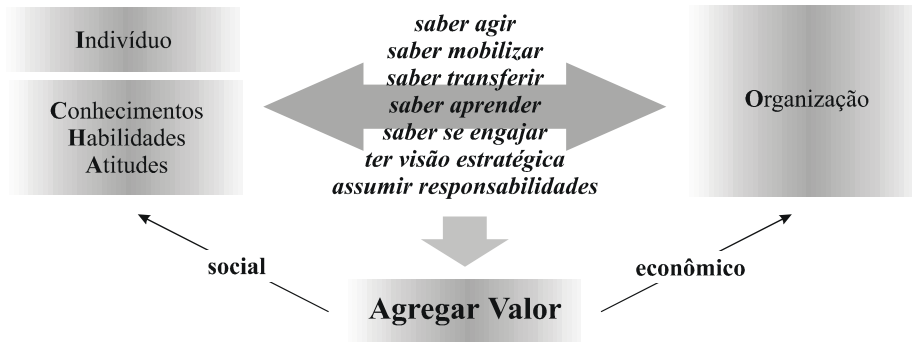 Indivíduo
Conhecimentos
Habilidades
Atitudes
saber agir
saber mobilizar
saber transferir
saber aprender
saber se engajar
ter visão estratégica
assumir responsabilidades
Organização
social
econômico
Agregar Valor